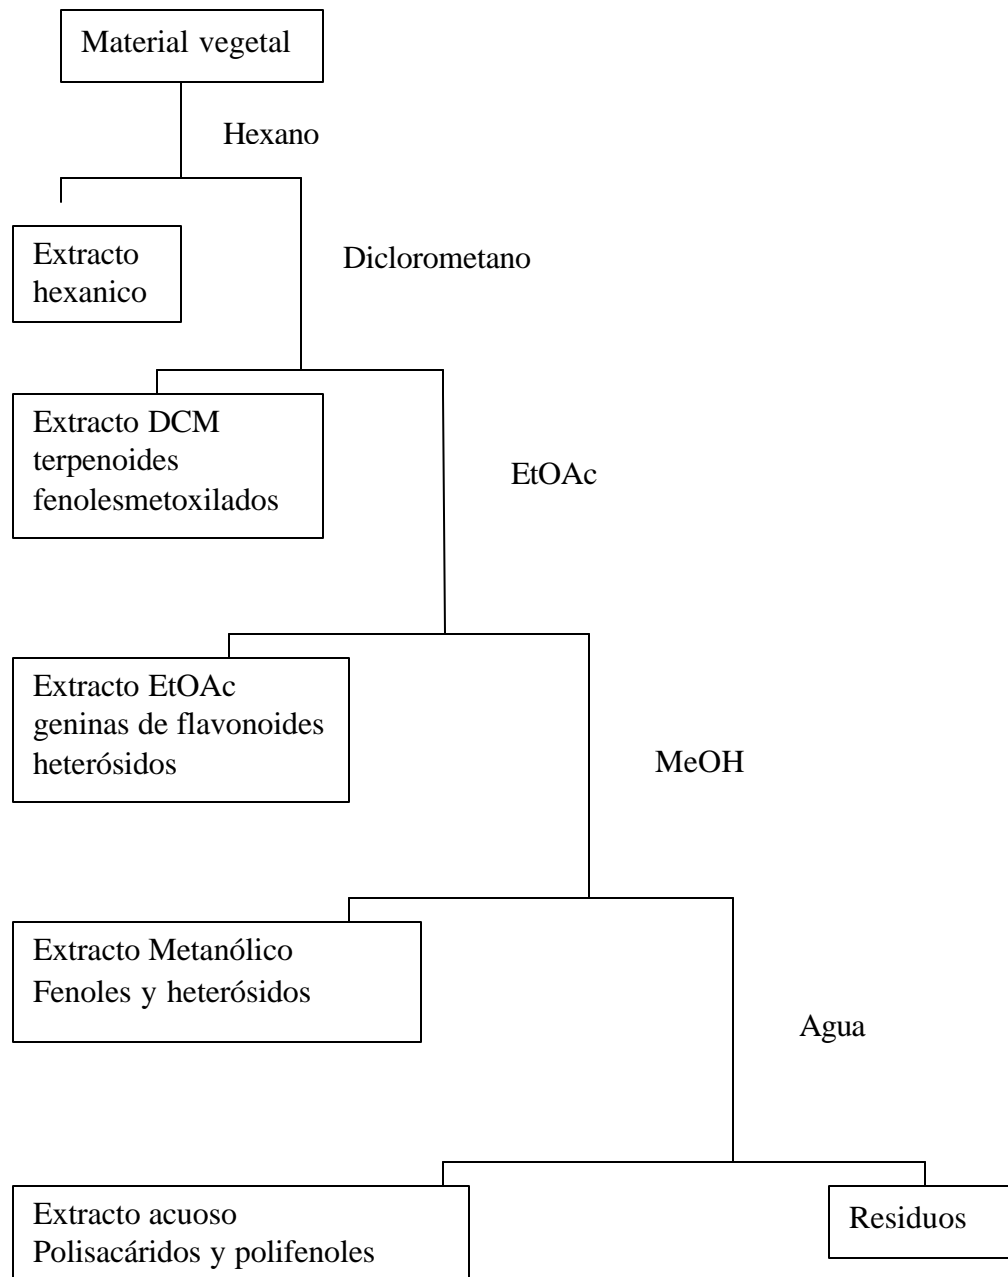 Material vegetal
Hexano
Extracto
hexanico
Diclorometano
Extracto DCM
terpenoides
fenolesmetoxilados
EtOAc
Extracto EtOAc
geninas de flavonoides
heterósidos
MeOH
Extracto Metanólico
Fenoles y heterósidos
Agua
Extracto acuoso
Polisacáridos y polifenoles
Residuos